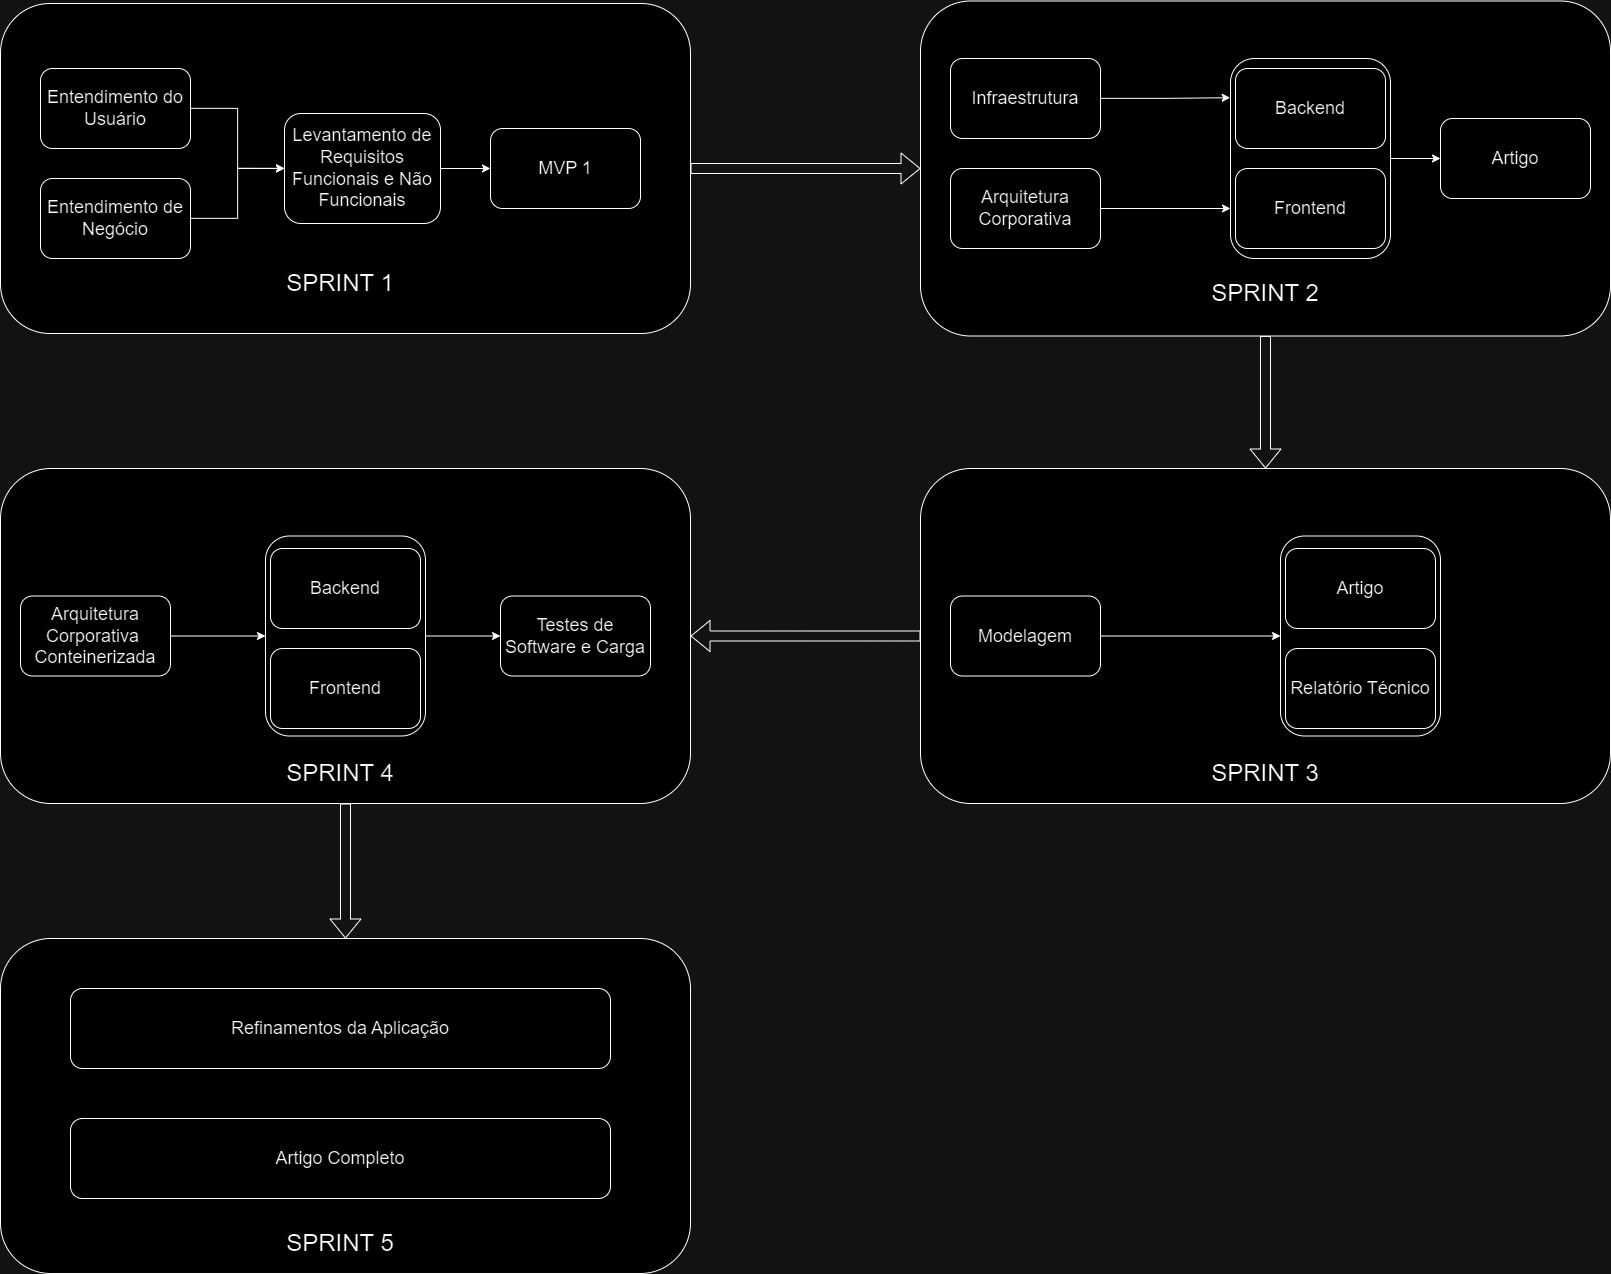 Entendimento do
Usuário
Entendimento de
Negócio
Levantamento de
Requisitos
Funcionais e Não
Funcionais
MVP 1
SPRINT 1
Infraestrutura
Arquitetura
Corporativa
Backend
Frontend
Artigo
SPRINT 2
Modelagem
Artigo
Relatório Técnico
SPRINT 3
Arquitetura
Corporativa
Conteinerizada
Backend
Frontend
Testes de
Software e Carga
SPRINT 4
Refinamentos da Aplicação
Artigo Completo
SPRINT 5